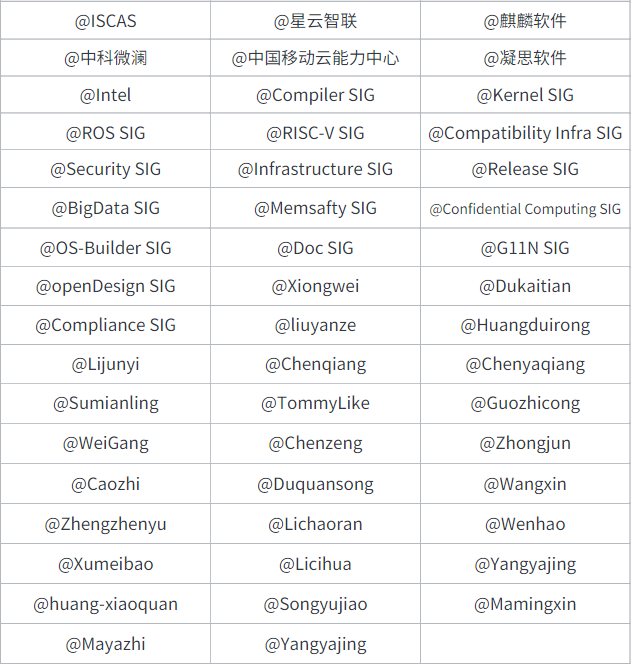 @ISCAS @星云智联 @麒麟软件
@中科微澜 @中国移动云能力中心 @凝思软件
@Intel @Compiler SIG @Kernel SIG
@ROS SIG @RISC-V SIG @Compatibility Infra SIG
@Security SIG @Infrastructure SIG @Release SIG
@BigData SIG @Memsafty SIG @Confidential Computing SIG
@OS-Builder SIG @Doc SIG @G11N SIG
@openDesign SIG @Xiongwei @Dukaitian
@Compliance SIG @liuyanze @Huangduirong
@Lijunyi @Chenqiang @Chenyaqiang
@Sumianling @TommyLike @Guozhicong
@WeiGang @Chenzeng @Zhongjun
@Caozhi @Duquansong @Wangxin
@Zhengzhenyu @Lichaoran @Wenhao
@Xumeibao @Licihua @Yangyajing
@huang-xiaoquan @Songyujiao @Mamingxin
@Mayazhi @Yangyajing